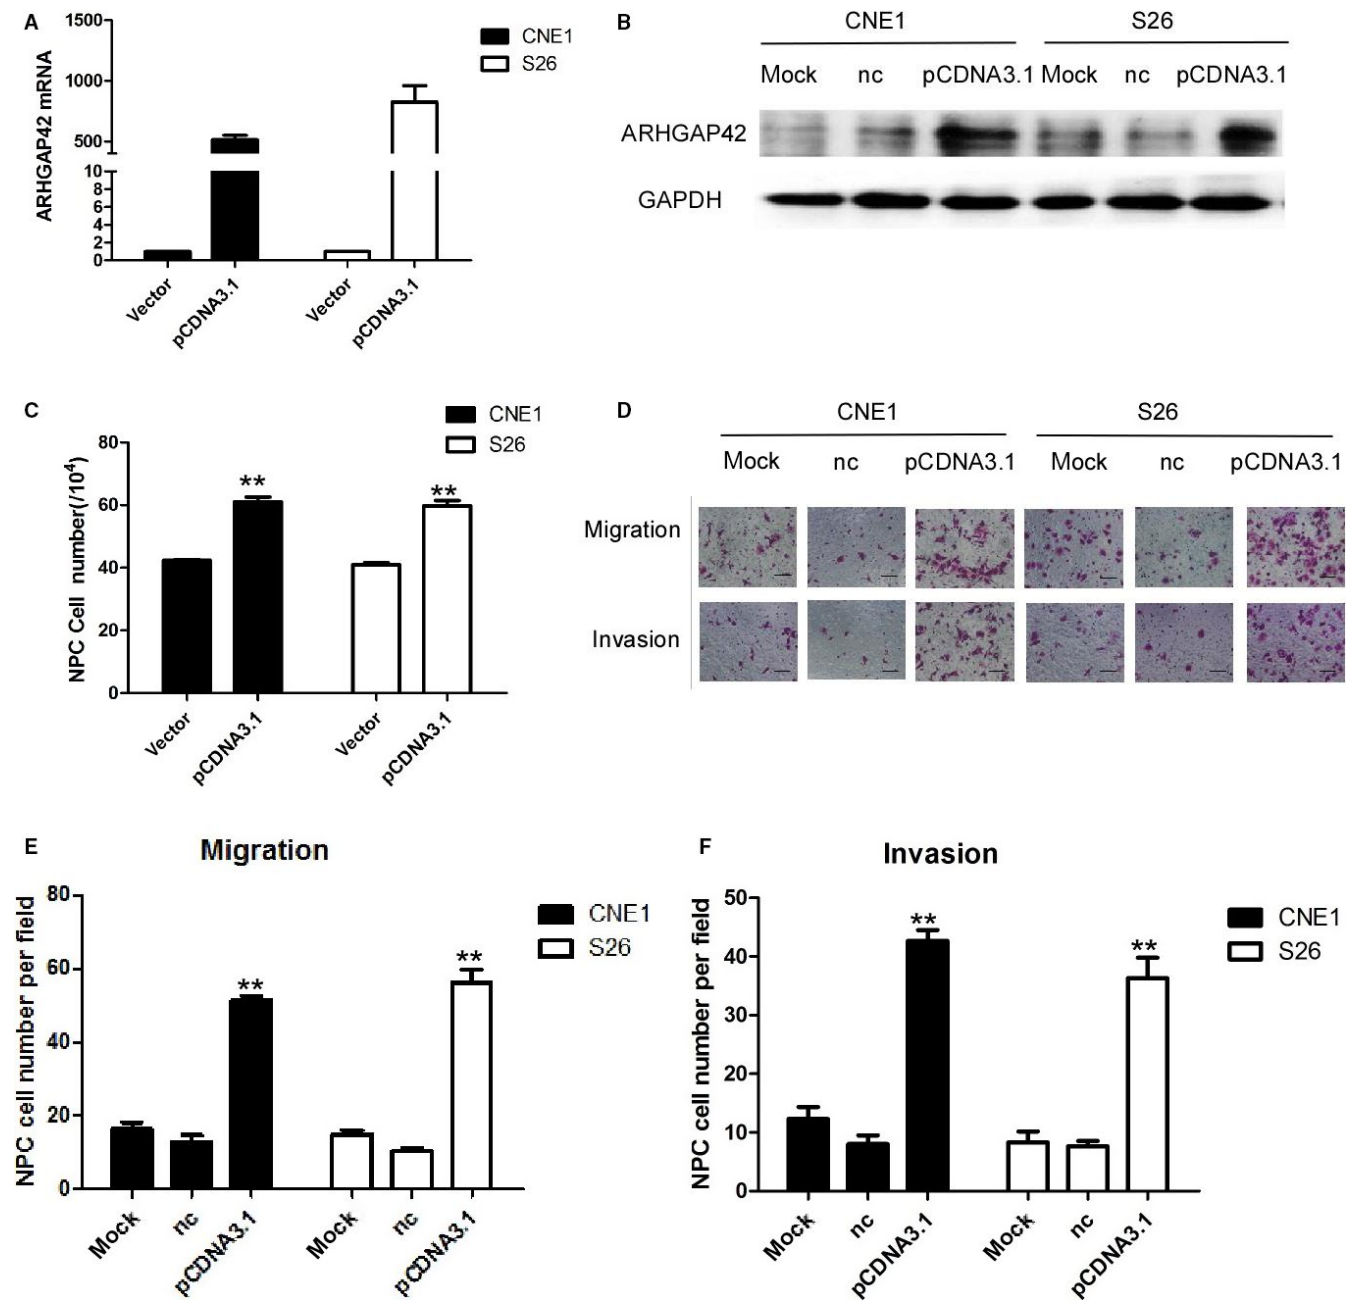 A
1500
1000
500
10
8
6
4
2
0
ARHGAP42 mRNA
Vector
pCDNA3.1
Vector
pCDNA3.1
CNE1
S26
B
CNE1 S26
Mock nc pCDNA3.1 Mock nc pCDNA3.1
ARHGAP42
GAPDH
C
80
60
40
20
0
NPC Cell number(/10⁴)
**
**
Vector
pCDNA3.1
Vector
pCDNA3.1
CNE1
S26
D
CNE1 S26
Mock nc pCDNA3.1 Mock nc pCDNA3.1
Migration
Invasion
E
Migration
80
60
40
20
0
NPC cell number per field
**
**
Mock
nc
pCDNA3.1
Mock
nc
pCDNA3.1
CNE1
S26
F
Invasion
50
40
30
20
10
0
NPC cell number per field
**
**
Mock
nc
pCDNA3.1
Mock
nc
pCDNA3.1
CNE1
S26